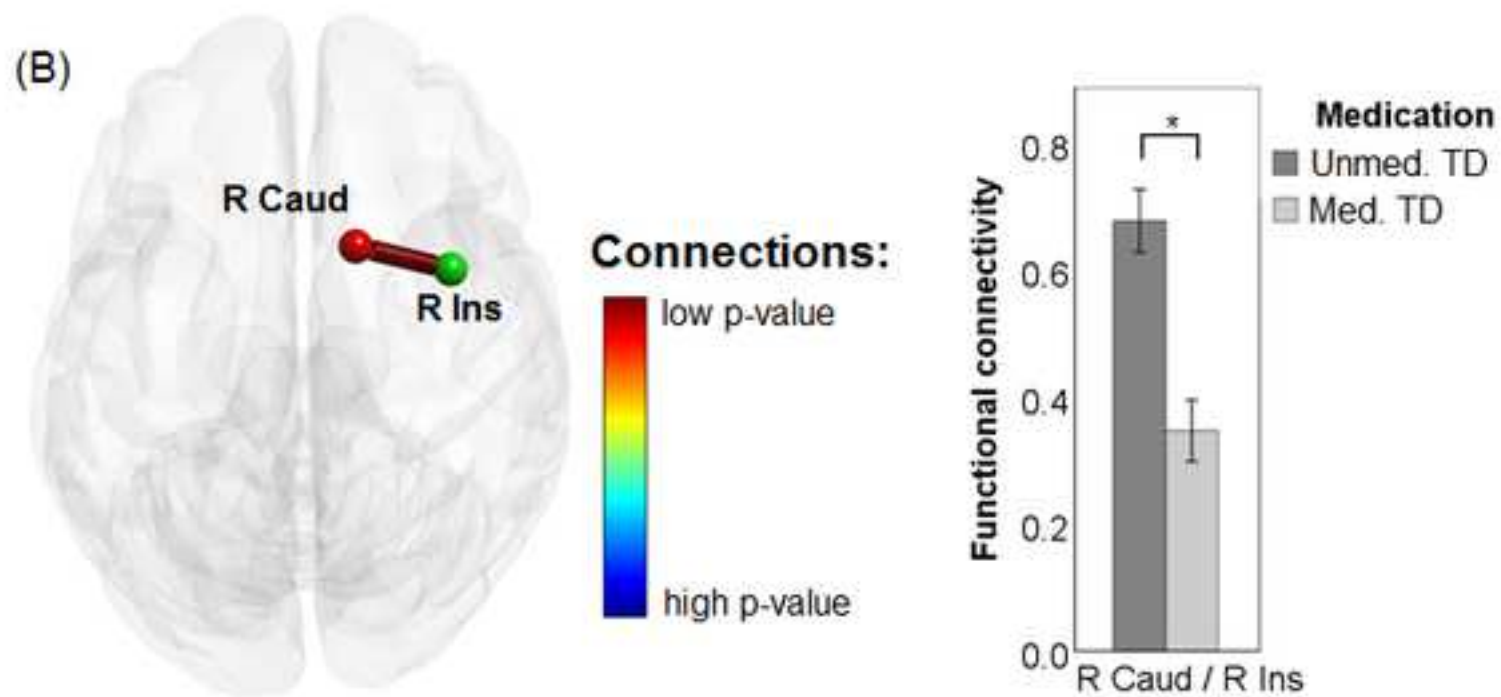 (B)
R Caud
R Ins
Connections:
low p-value
high p-value
Functional connectivity
0.8
0.6
0.4
0.2
0.0
*
R Caud / R Ins
Medication
Unmed. TD
Med. TD